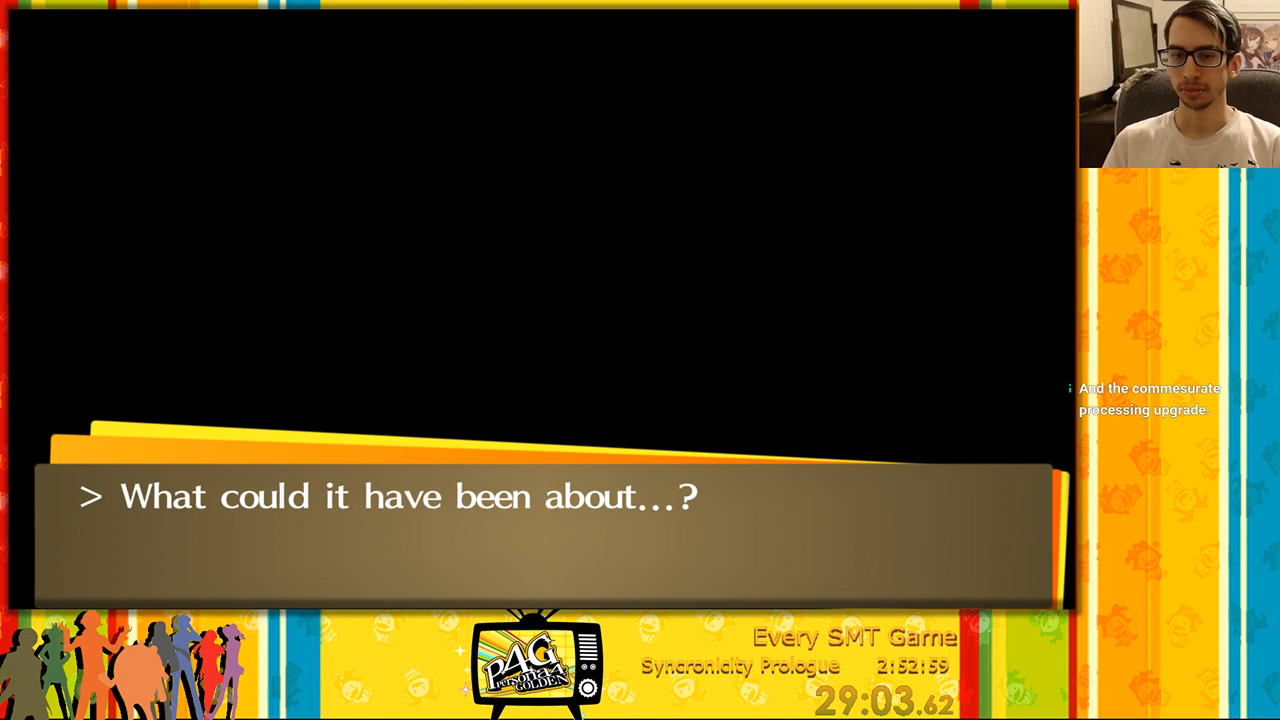 And the commesurate
processing upgrade.
> What could it have been about...?
Every SMT Game
Syncronicity Prologue 2:52:59
29:03.62
P4G
Persona4
GOLDEN